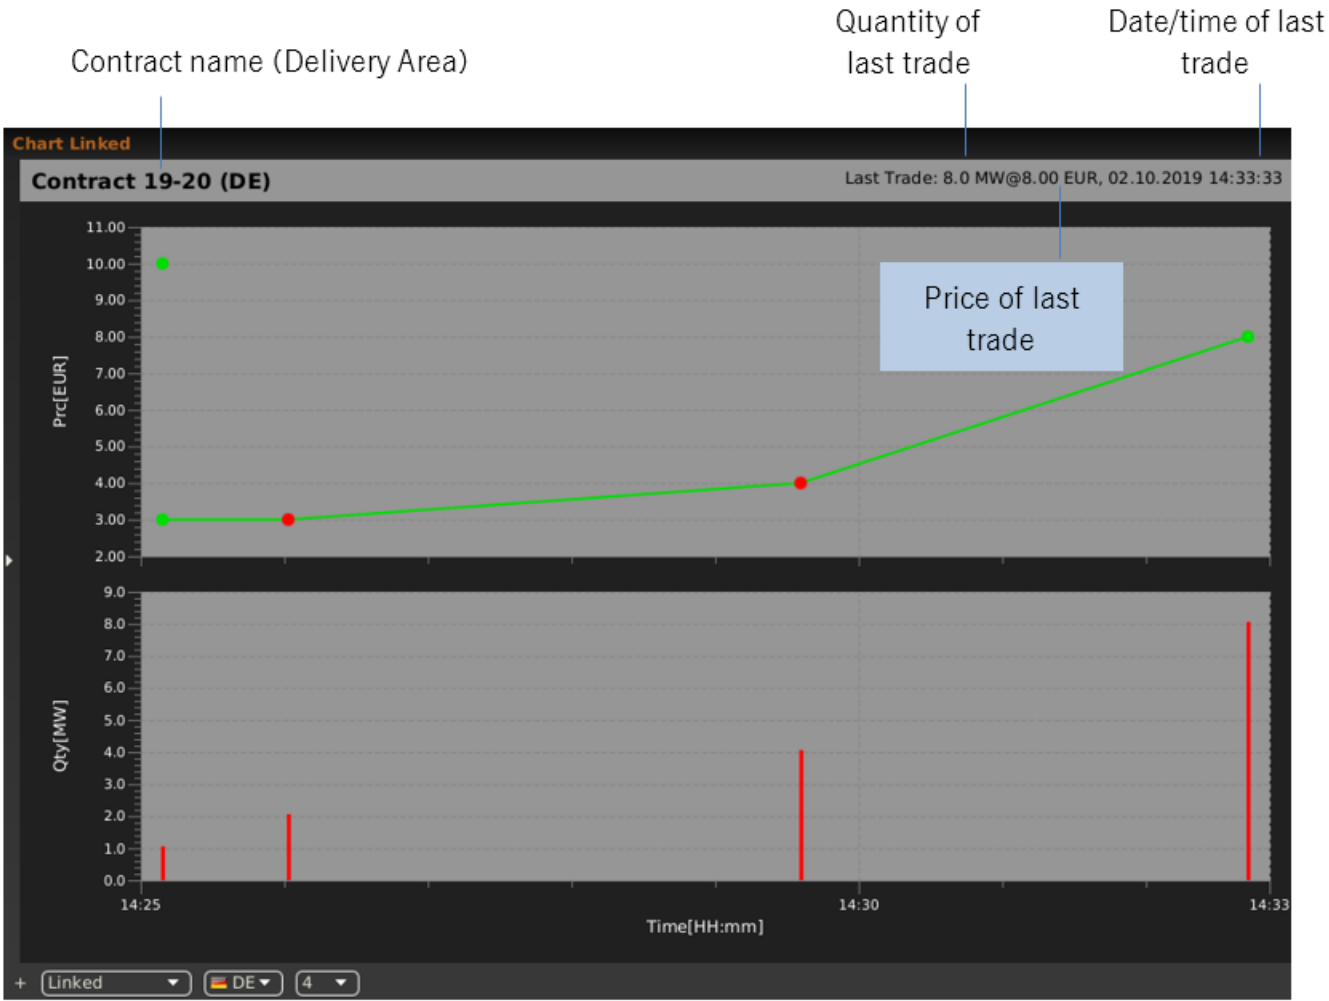 Quantity of
last trade
Date/time of last
trade
Contract name (Delivery Area)
Chart Linked
Contract 19-20 (DE)
Last Trade: 8.0 MW@8.00 EUR, 02.10.2019 14:33:33
Price of last
trade
Prc[EUR]
11.00
10.00
9.00
8.00
7.00
6.00
5.00
4.00
3.00
2.00
Qty[MW]
9.0
8.0
7.0
6.0
5.0
4.0
3.0
2.0
1.0
0.0
14:25
14:30
14:33
Time[HH:mm]
+ Linked DE 4